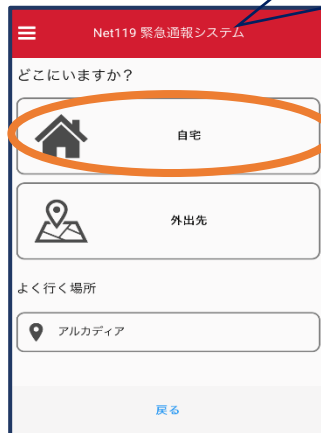 Net119 緊急通報システム
どこにいますか？
自宅
外出先
よく行く場所
アルカディア
戻る